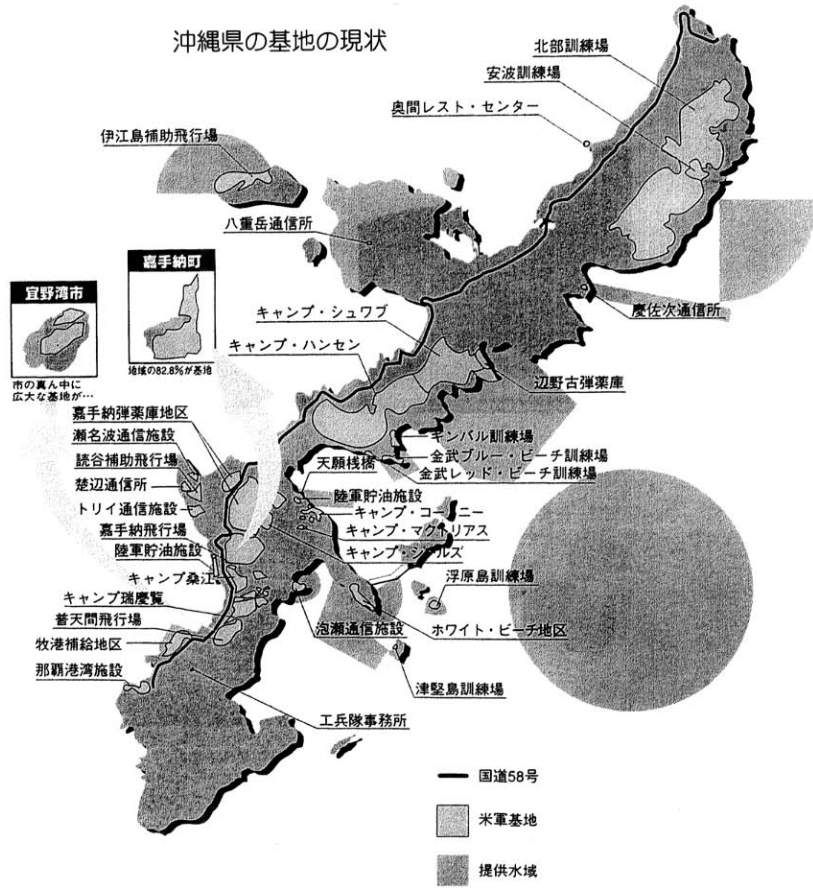 沖縄県の基地の現状
北部訓練場
安波訓練場
奥間レスト・センター
伊江島補助飛行場
八重岳通信所
嘉手納町
地域の82.8%が基地
宜野湾市
市の真ん中に
広大な基地が…
慶佐次通信所
キャンプ・シュワブ
キャンプ・ハンセン
辺野古弾薬庫
嘉手納弾薬庫地区
瀬名波通信施設
読谷補助飛行場
楚辺通信所
トリイ通信施設
嘉手納飛行場
陸軍貯油施設
キャンプ桑江
キャンプ瑞慶覧
普天間飛行場
牧港補給地区
那覇港湾施設
ギンバル訓練場
金武ブルー・ビーチ訓練場
金武レッド・ビーチ訓練場
天願桟橋
陸軍貯油施設
キャンプ・コートニー
キャンプ・マクトリアス
キャンプ・シールズ
浮原島訓練場
ホワイト・ビーチ地区
泡瀬通信施設
津堅島訓練場
工兵隊事務所
国道58号
米軍基地
提供水域